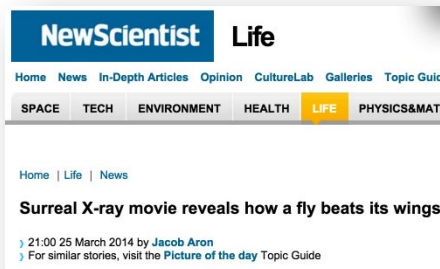 NewScientist Life
Home News In-Depth Articles Opinion CultureLab Galleries Topic
SPACE TECH ENVIRONMENT HEALTH LIFE
Home | Life | News
Surreal X-ray movie reveals how a fly beats its wings
21:00 25 March 2014 by Jacob Aron
For similar stories, visit the Picture of the day Topic Guide